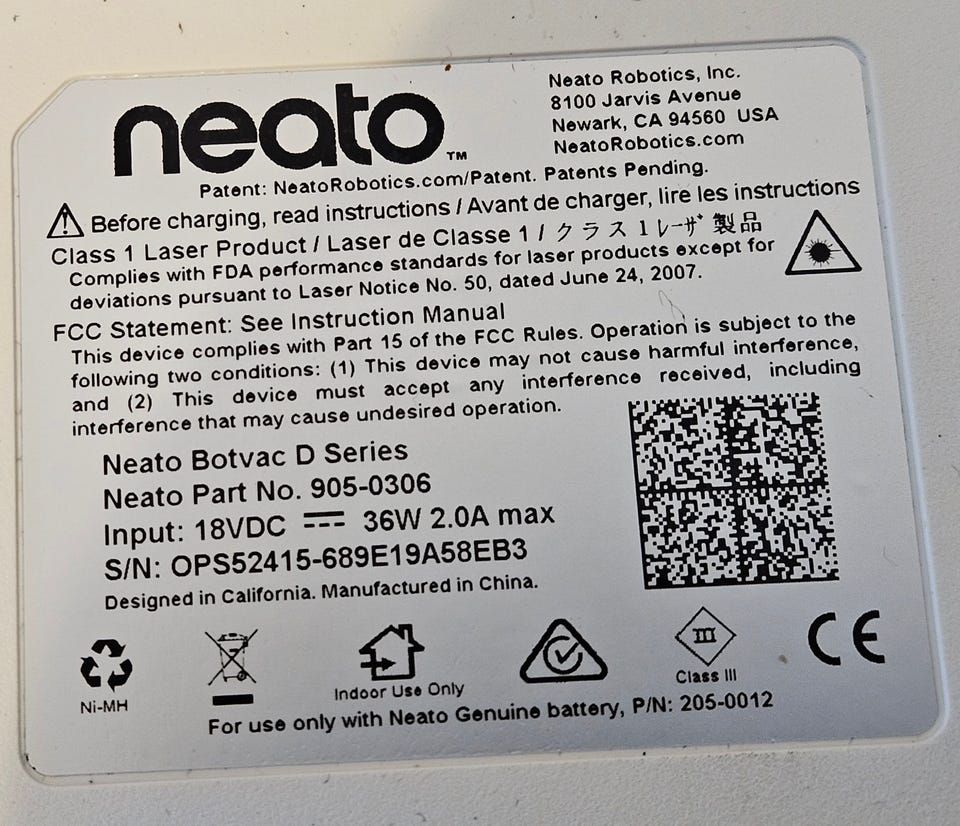 neato™
Neato Robotics, Inc.
8100 Jarvis Avenue
Newark, CA 94560 USA
NeatoRobotics.com
Patent: NeatoRobotics.com/Patent. Patents Pending.
Before charging, read instructions / Avant de charger, lire les instructions
Class 1 Laser Product / Laser de Classe 1 / クラス 1 レーザ 製品
Complies with FDA performance standards for laser products except for
deviations pursuant to Laser Notice No. 50, dated June 24, 2007.
FCC Statement: See Instruction Manual
This device complies with Part 15 of the FCC Rules. Operation is subject to the
following two conditions: (1) This device may not cause harmful interference,
and (2) This device must accept any interference received, including
interference that may cause undesired operation.
Neato Botvac D Series
Neato Part No. 905-0306
Input: 18VDC ⎓ 36W 2.0A max
S/N: OPS52415-689E19A58EB3
Designed in California. Manufactured in China.
Ni-MH
Indoor Use Only
III
Class III
CE
For use only with Neato Genuine battery, P/N: 205-0012